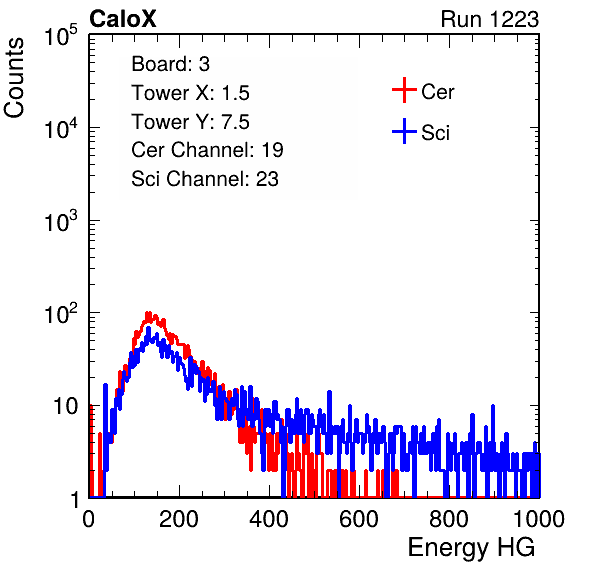 CaloX Run 1223
Counts
10^5
10^4
10^3
10^2
10
1
Board: 3
Tower X: 1.5
Tower Y: 7.5
Cer Channel: 19
Sci Channel: 23
Cer
Sci
0 200 400 600 800 1000
Energy HG